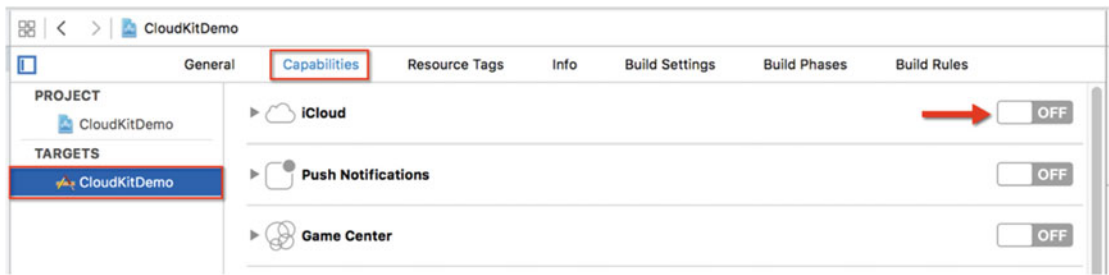 CloudKitDemo
General Capabilities Resource Tags Info Build Settings Build Phases Build Rules
PROJECT
CloudKitDemo
TARGETS
CloudKitDemo
iCloud OFF
Push Notifications OFF
Game Center OFF